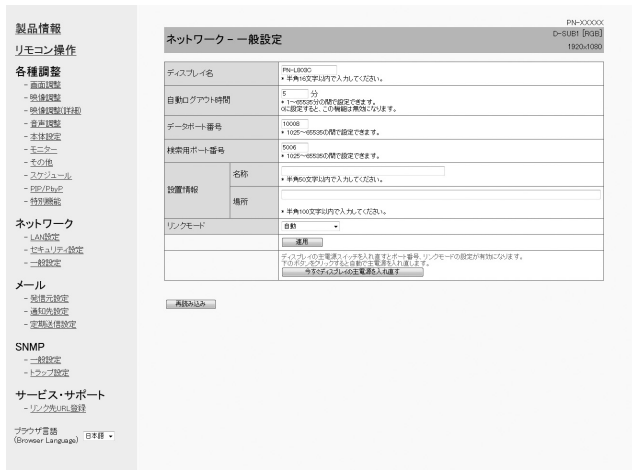 製品情報
リモコン操作
各種調整
- 画面調整
- 映像調整
- 映像調整(詳細)
- 音声調整
- 本体設定
- モニター
- その他
- スケジュール
- PIP/PbyP
- 特別機能
ネットワーク
- LAN設定
- セキュリティ設定
- 一般設定
メール
- 発信元設定
- 通知先設定
- 定期送信設定
SNMP
- 一般設定
- トラップ設定
サービス・サポート
- リンク先URL登録
ブラウザ言語
(Browser Language) 日本語
PN-XXXXX
D-SUB1 [RGB]
1920x1080
ネットワーク - 一般設定
ディスプレイ名
PN-L803C
* 半角16文字以内で入力してください。
自動ログアウト時間
5 分
* 1〜65535分の間で設定できます。
0に設定すると、この機能は無効になります。
データポート番号
10008
* 1025〜65535の間で設定できます。
検索用ポート番号
5006
* 1025〜65535の間で設定できます。
設置情報
名称
* 半角50文字以内で入力してください。
場所
* 半角100文字以内で入力してください。
リンクモード
自動
適用
ディスプレイの主電源スイッチを入れ直すとポート番号、リンクモードの設定が有効になります。
下のボタンをクリックすると自動で主電源を入れ直します。
今すぐディスプレイの主電源を入れ直す
再読み込み